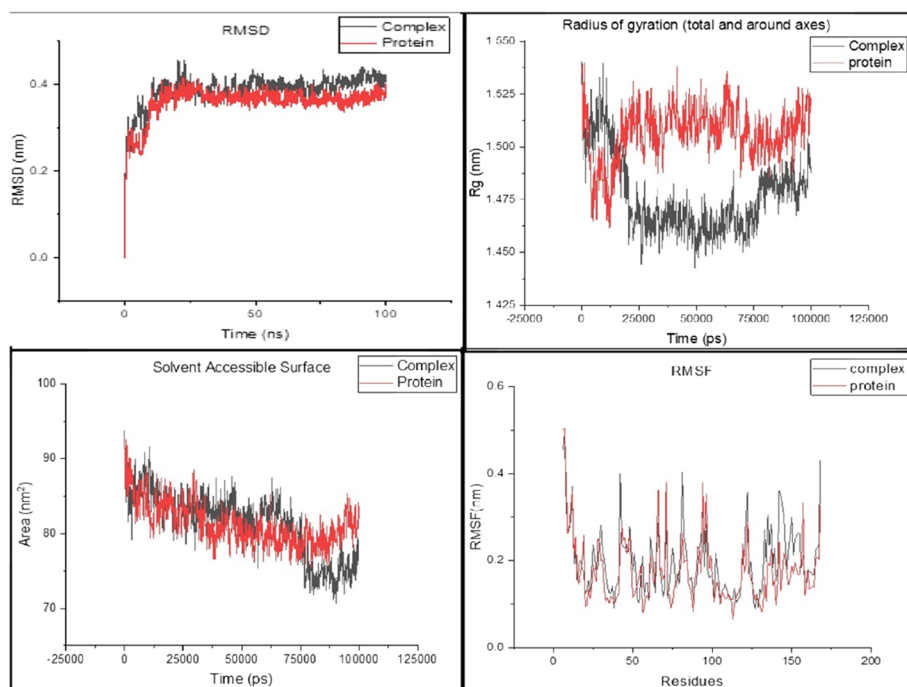 RMSD
Complex
Protein
RMSD (nm)
0.4
0.2
0.0
0
50
100
Time (ns)
Radius of gyration (total and around axes)
Complex
protein
Rg (nm)
1.550
1.525
1.500
1.475
1.450
1.425
-25000
0
25000
50000
75000
100000
125000
Time (ps)
Solvent Accessible Surface
Complex
Protein
Area (nm²)
100
90
80
70
-25000
0
25000
50000
75000
100000
125000
Time (ps)
RMSF
complex
protein
RMSF(nm)
0.6
0.4
0.2
0.0
0
50
100
150
200
Residues